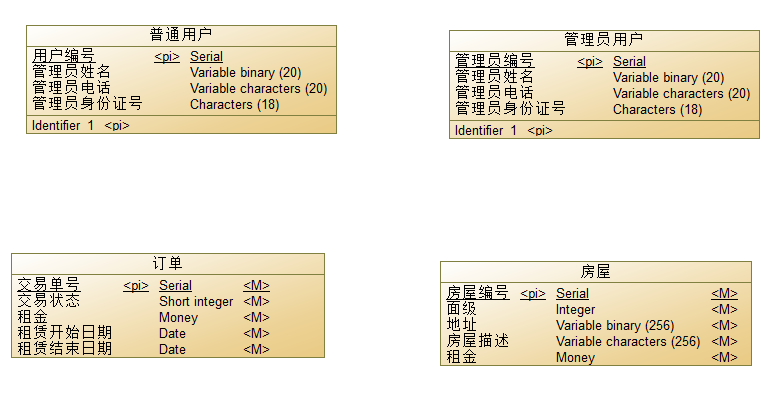 普通用户
用户编号 <pi> Serial
管理员姓名 Variable binary (20)
管理员电话 Variable characters (20)
管理员身份证号 Characters (18)
Identifier_1 <pi>
管理员用户
管理员编号 <pi> Serial
管理员姓名 Variable binary (20)
管理员电话 Variable characters (20)
管理员身份证号 Characters (18)
Identifier_1 <pi>
订单
交易单号 <pi> Serial <M>
交易状态 Short integer <M>
租金 Money <M>
租赁开始日期 Date <M>
租赁结束日期 Date <M>
房屋
房屋编号 <pi> Serial <M>
面级 Integer <M>
地址 Variable binary (256) <M>
房屋描述 Variable characters (256) <M>
租金 Money <M>